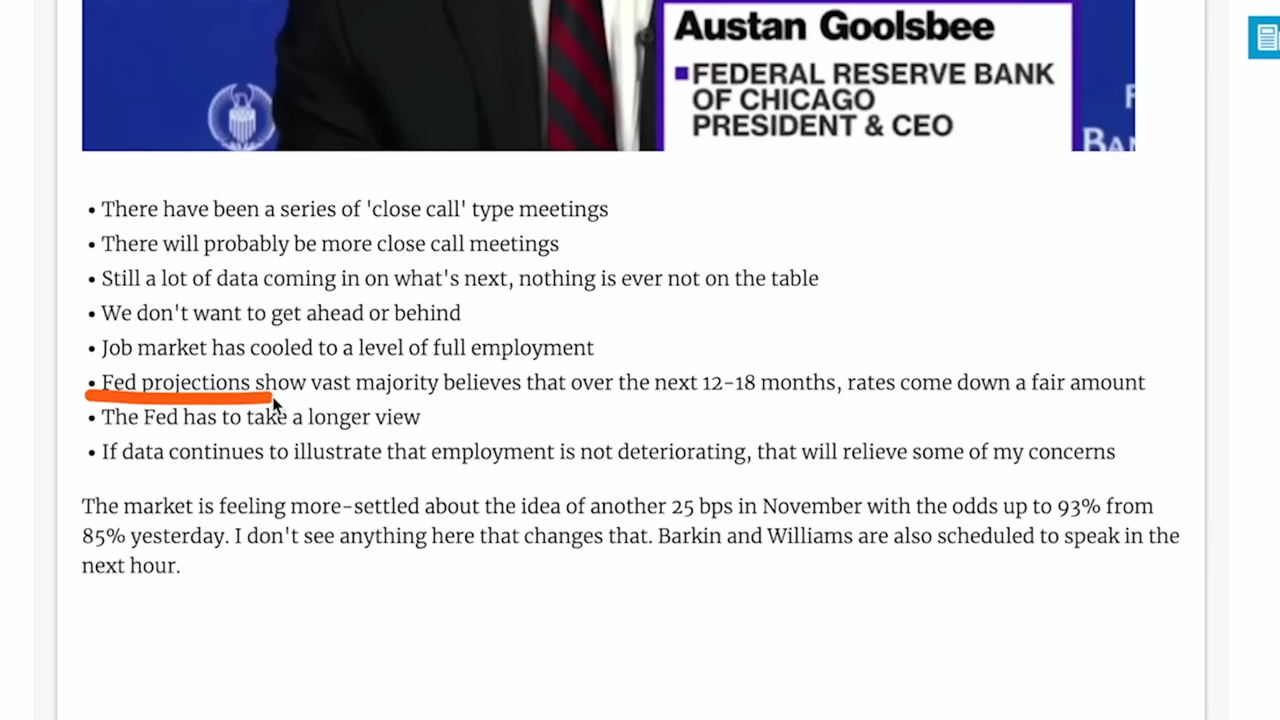 Austan Goolsbee
FEDERAL RESERVE BANK
OF CHICAGO
PRESIDENT & CEO
• There have been a series of 'close call' type meetings
• There will probably be more close call meetings
• Still a lot of data coming in on what's next, nothing is ever not on the table
• We don't want to get ahead or behind
• Job market has cooled to a level of full employment
• Fed projections show vast majority believes that over the next 12-18 months, rates come down a fair amount
• The Fed has to take a longer view
• If data continues to illustrate that employment is not deteriorating, that will relieve some of my concerns
The market is feeling more-settled about the idea of another 25 bps in November with the odds up to 93% from
85% yesterday. I don't see anything here that changes that. Barkin and Williams are also scheduled to speak in the
next hour.